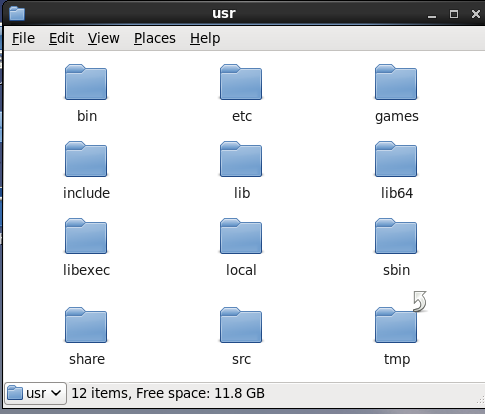 usr
File Edit View Places Help
bin etc games
include lib lib64
libexec local sbin
share src tmp
usr 12 items, Free space: 11.8 GB